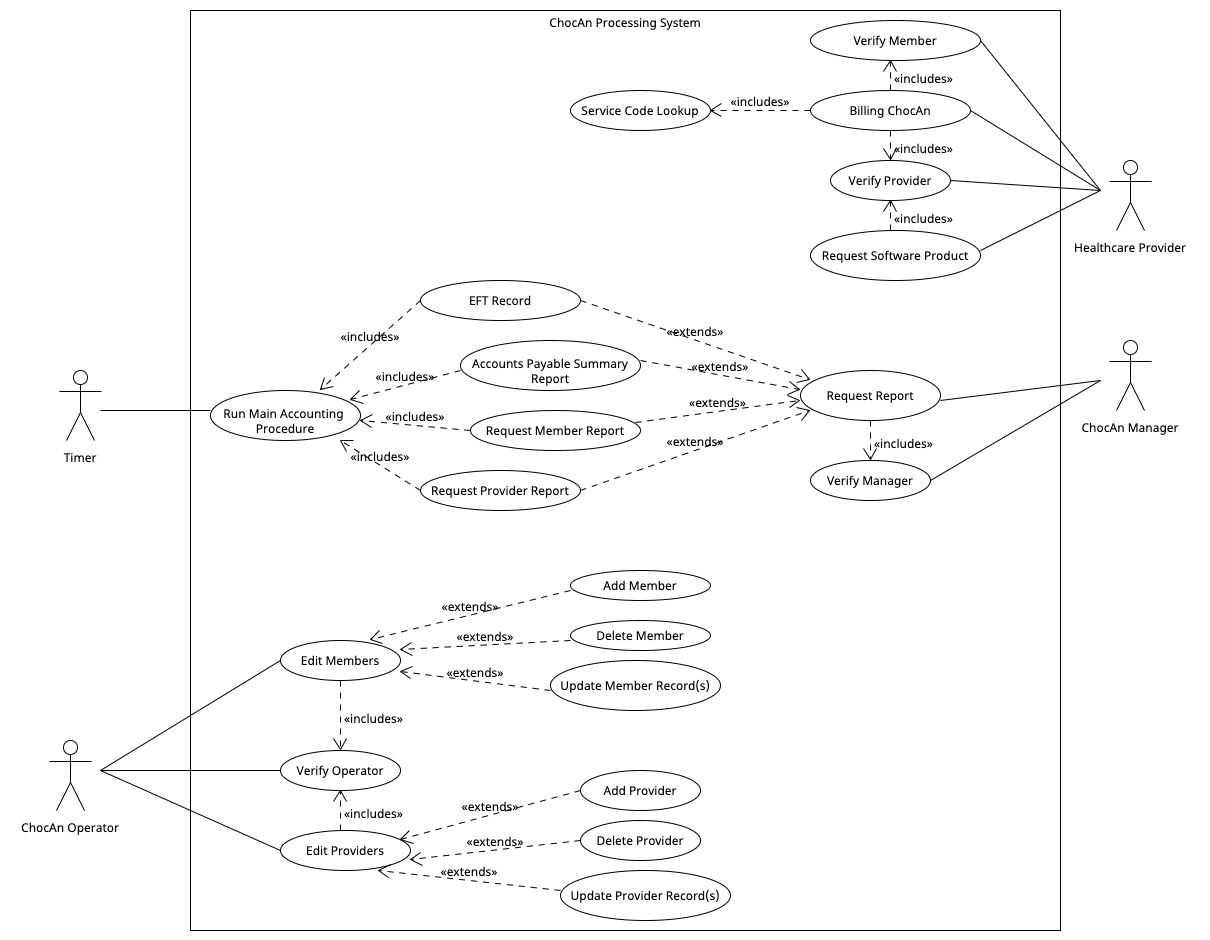 ChocAn Processing System
Verify Member
«includes»
Service Code Lookup
«includes»
Billing ChocAn
«includes»
Verify Provider
«includes»
Request Software Product
Healthcare Provider
EFT Record
«includes»
«extends»
Accounts Payable Summary
Report
«includes»
«extends»
Request Report
ChocAn Manager
Run Main Accounting
Procedure
Timer
«includes»
Request Member Report
«extends»
«includes»
Request Provider Report
«extends»
«includes»
Verify Manager
Add Member
«extends»
Delete Member
«extends»
Edit Members
Update Member Record(s)
«extends»
«includes»
Verify Operator
ChocAn Operator
«includes»
Edit Providers
Add Provider
«extends»
Delete Provider
«extends»
Update Provider Record(s)
«extends»